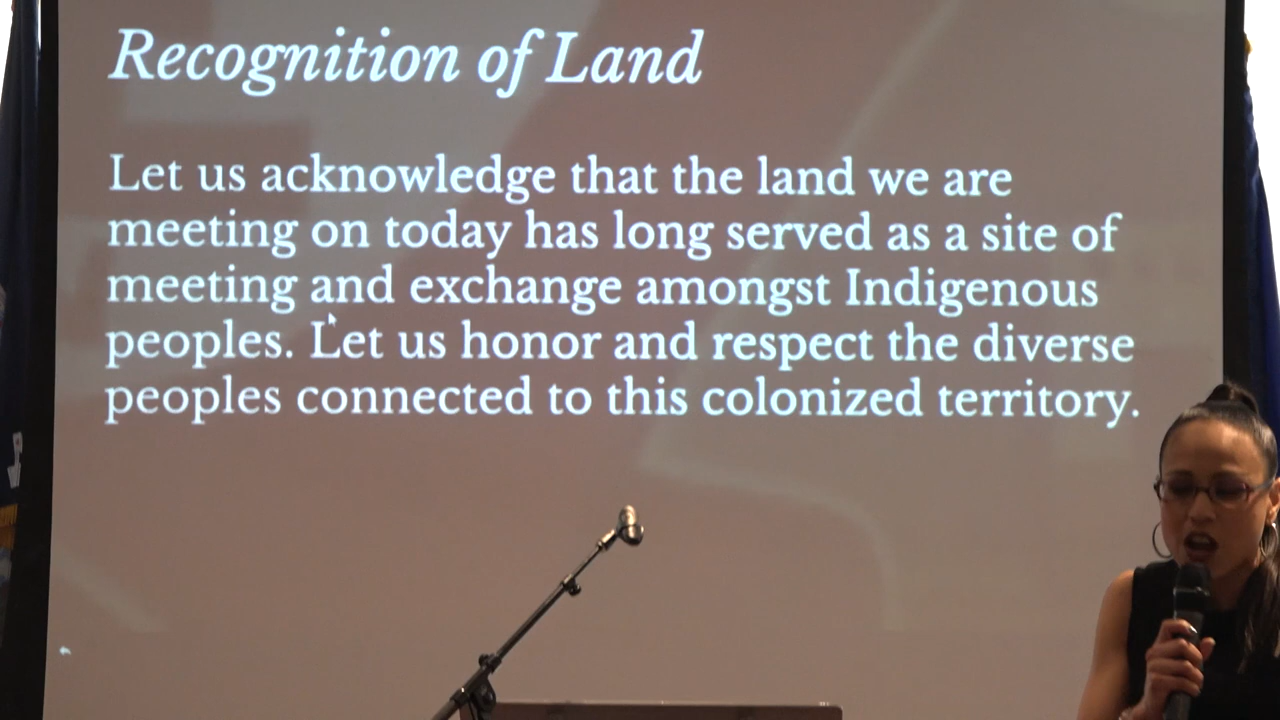 Recognition of Land
Let us acknowledge that the land we are
meeting on today has long served as a site of
meeting and exchange amongst Indigenous
peoples. Let us honor and respect the diverse
peoples connected to this colonized territory.